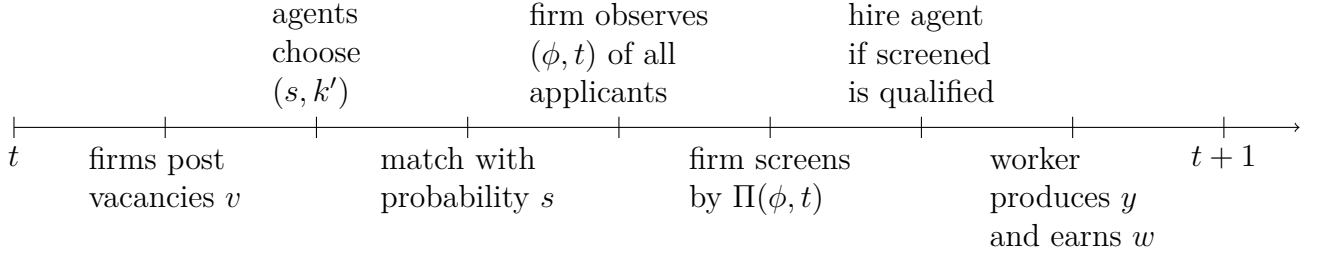 agents
choose
(s, k′)
firm observes
(ϕ, t) of all
applicants
hire agent
if screened
is qualified
t
firms post
vacancies v
match with
probability s
firm screens
by Π(ϕ, t)
worker
produces y
and earns w
t + 1